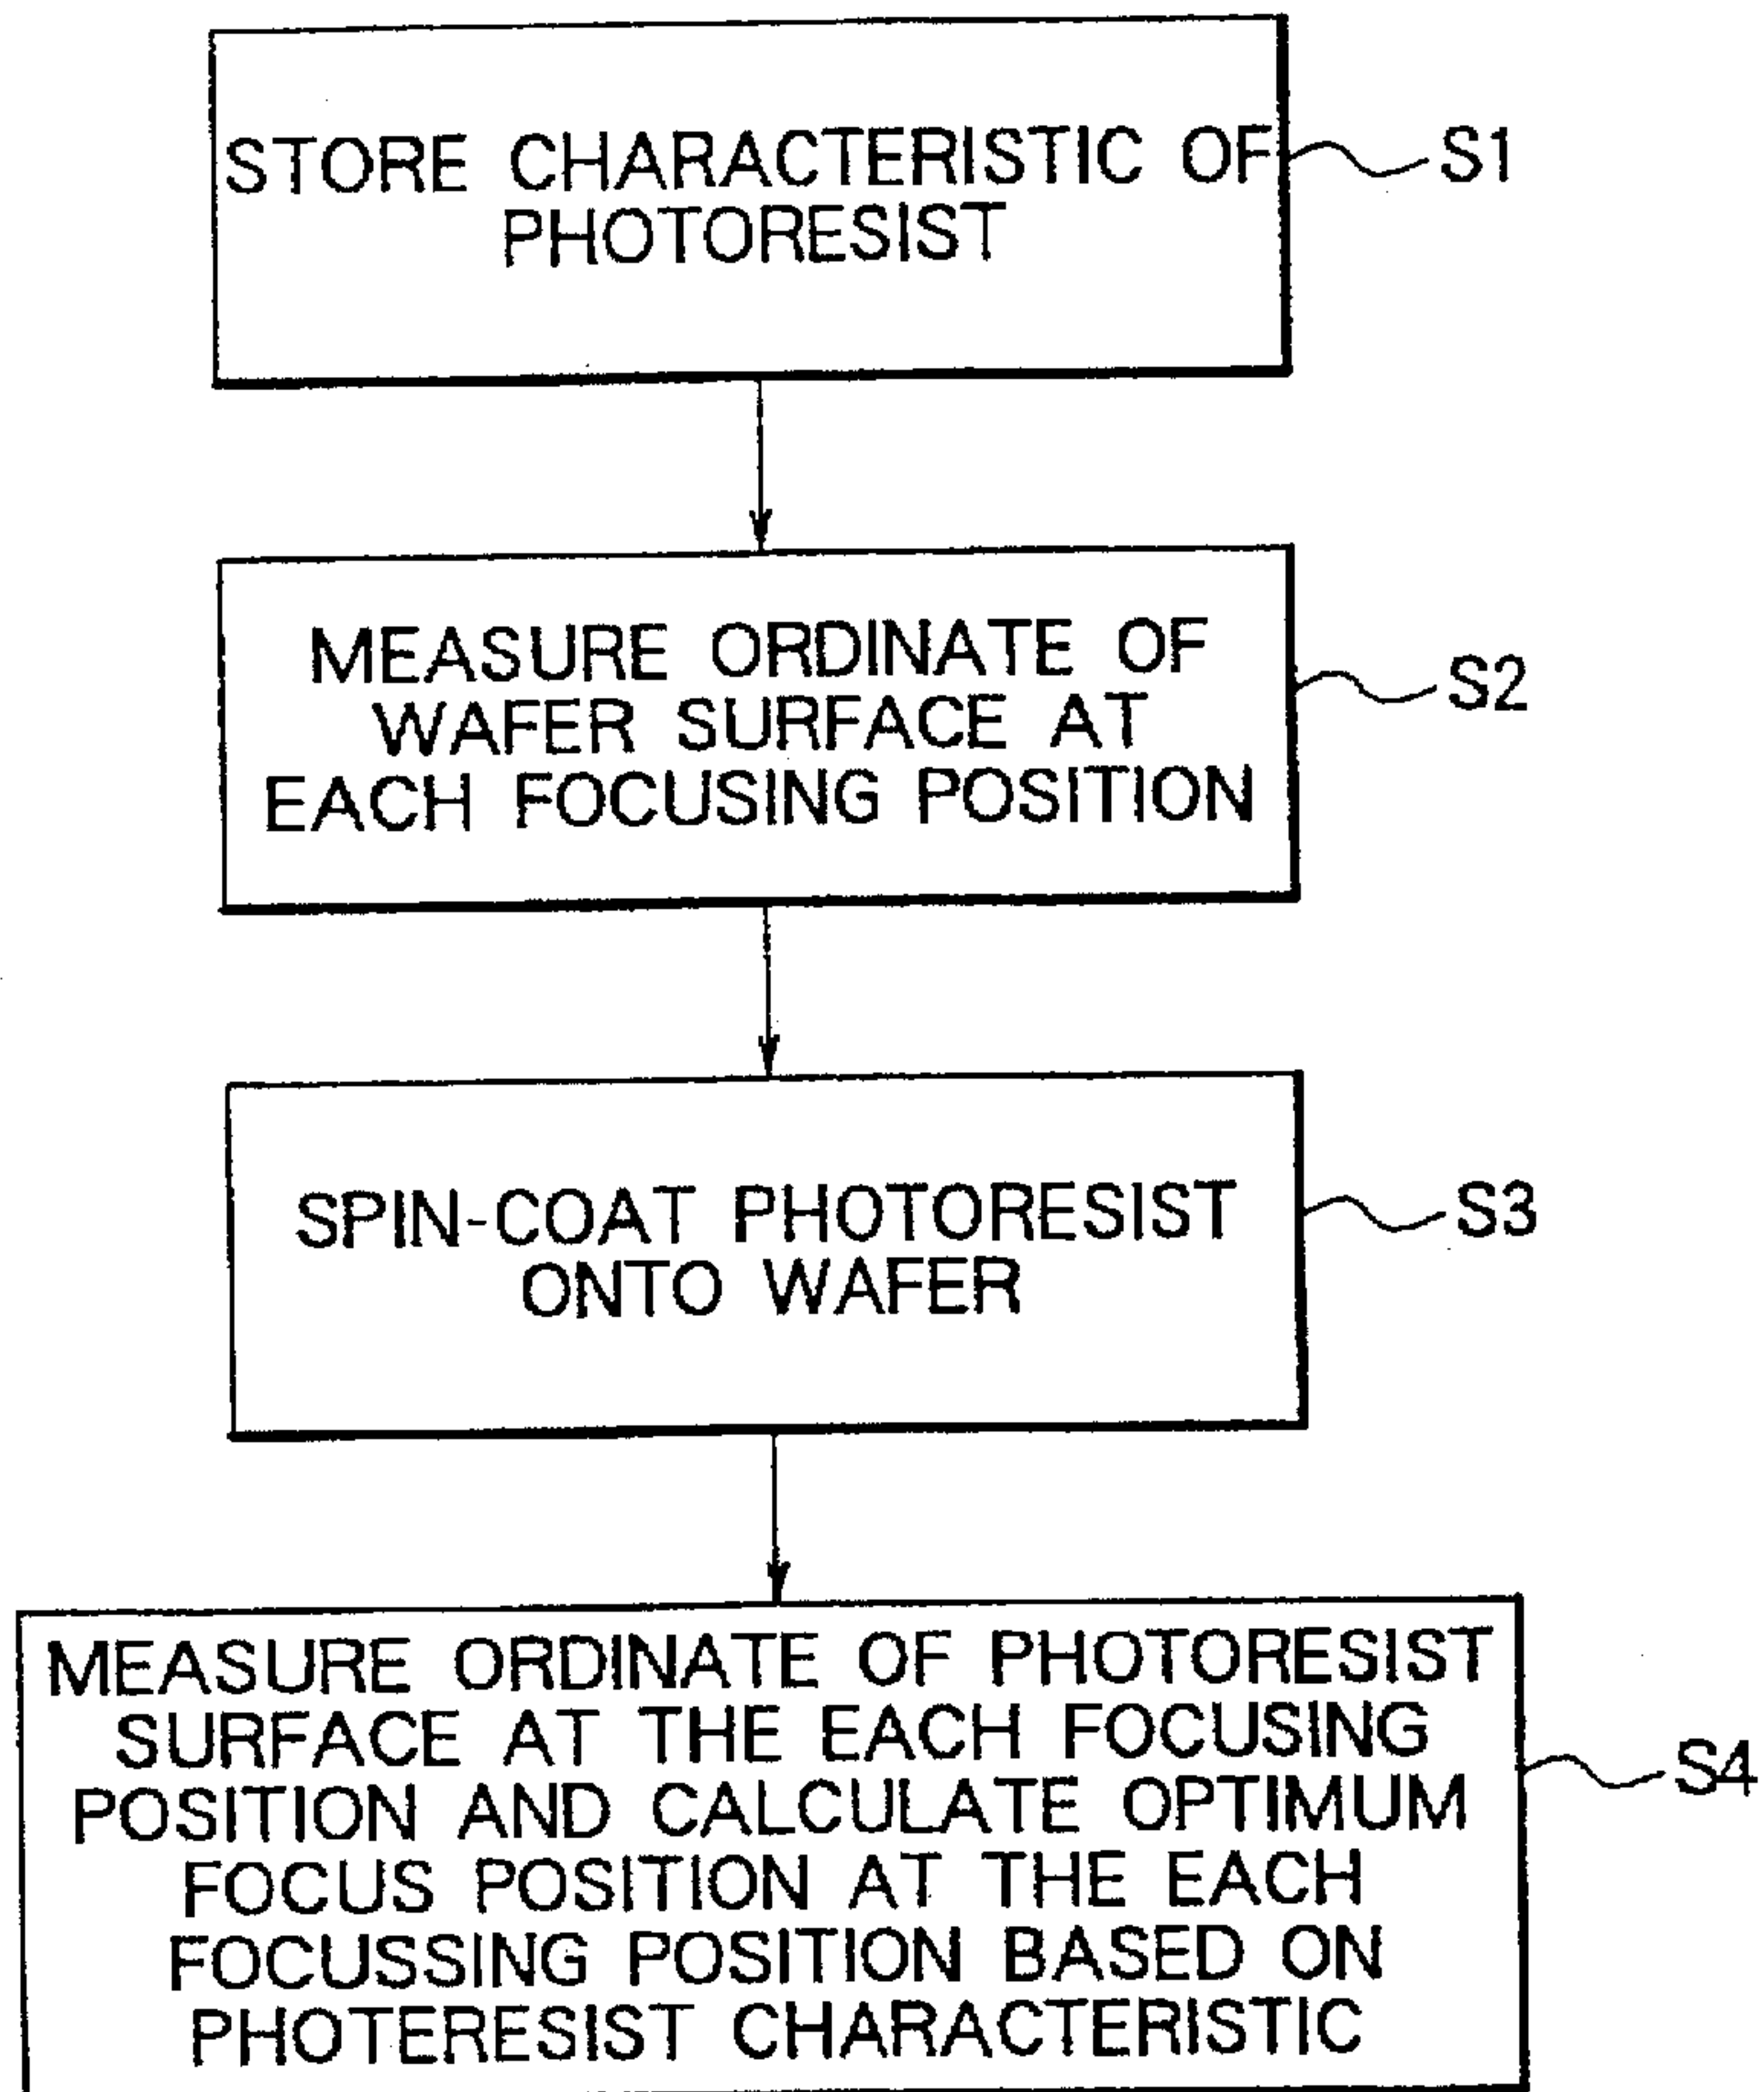 STORE CHARACTERISTIC OF
PHOTORESIST
S1
MEASURE ORDINATE OF
WAFER SURFACE AT
EACH FOCUSING POSITION
S2
SPIN-COAT PHOTORESIST
ONTO WAFER
S3
MEASURE ORDINATE OF PHOTORESIST
SURFACE AT THE EACH FOCUSING
POSITION AND CALCULATE OPTIMUM
FOCUS POSITION AT THE EACH
FOCUSSING POSITION BASED ON
PHOTERESIST CHARACTERISTIC
S4